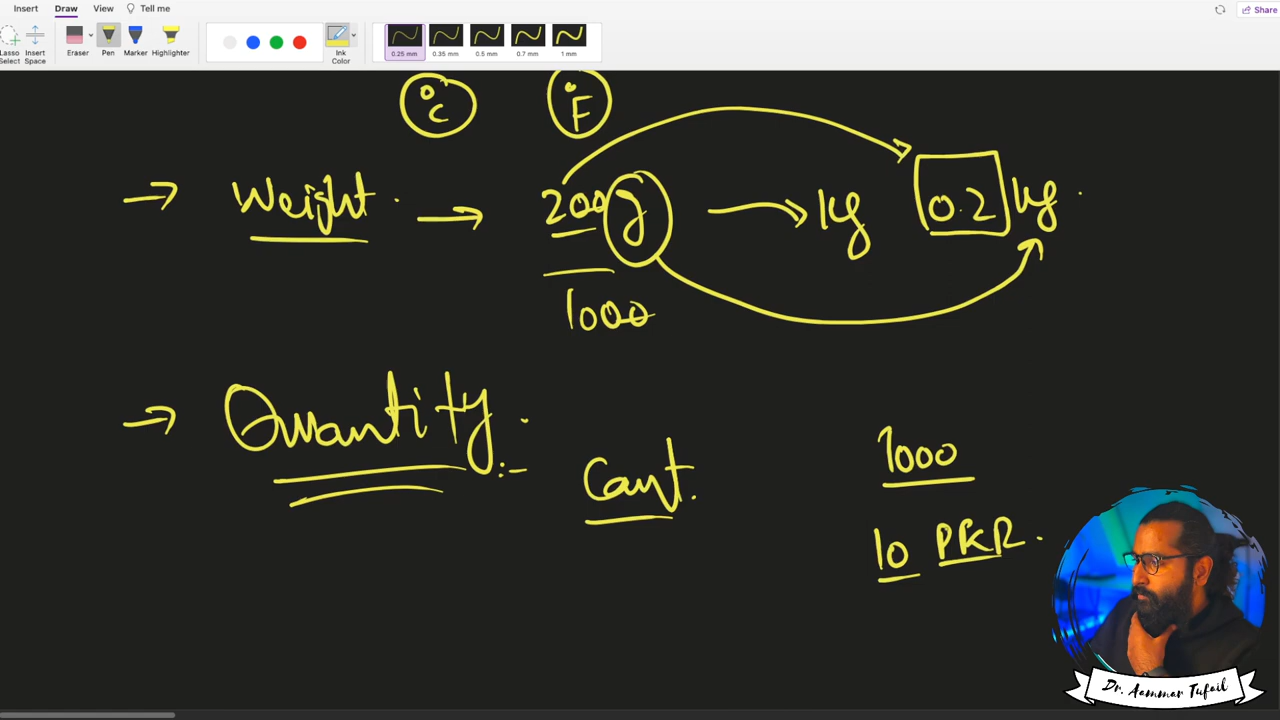 Insert Draw View Tell me Share
Lasso Select Insert Space Eraser Pen Marker Highlighter Ink Color 0.25 mm 0.35 mm 0.5 mm 0.7 mm 1 mm
°C °F
→ Weight. → 200g → kg 0.2 kg.
1000
→ Quantity. :-
1000
10 PKR.
Dr. Aammar Tufail